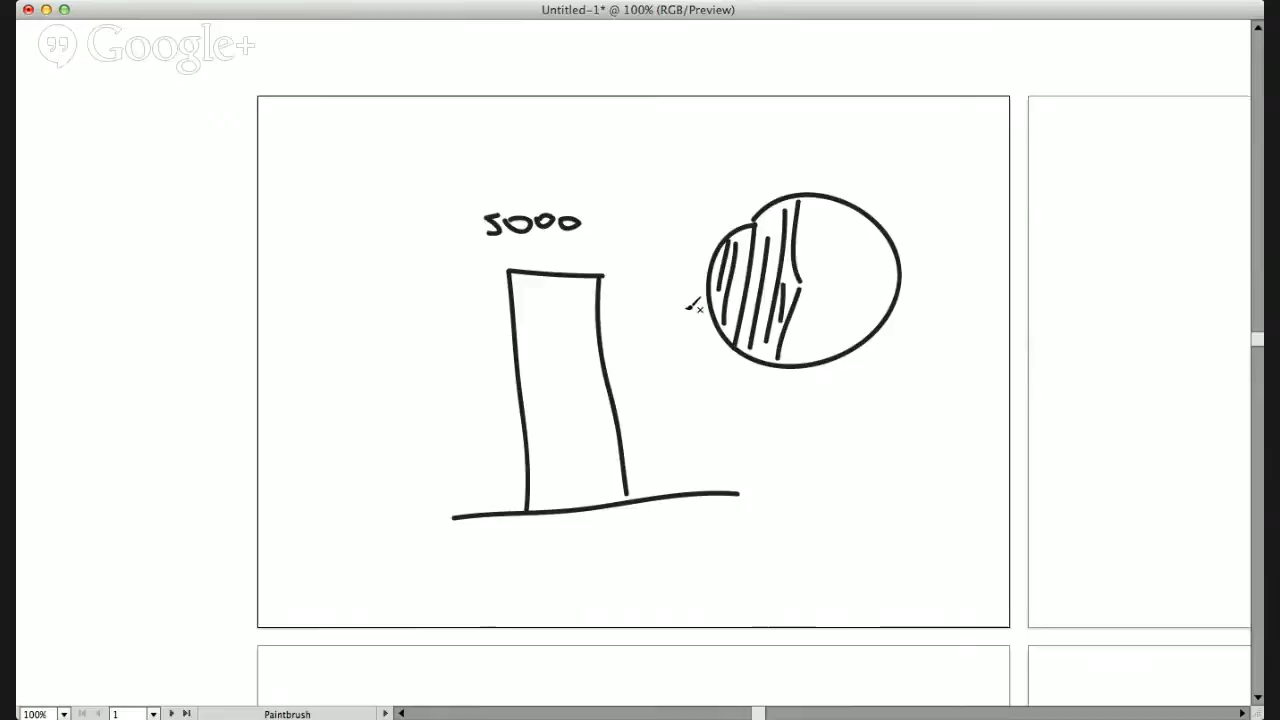 Untitled-1* @ 100% (RGB/Preview)
Google+
5000
100%
1
Paintbrush